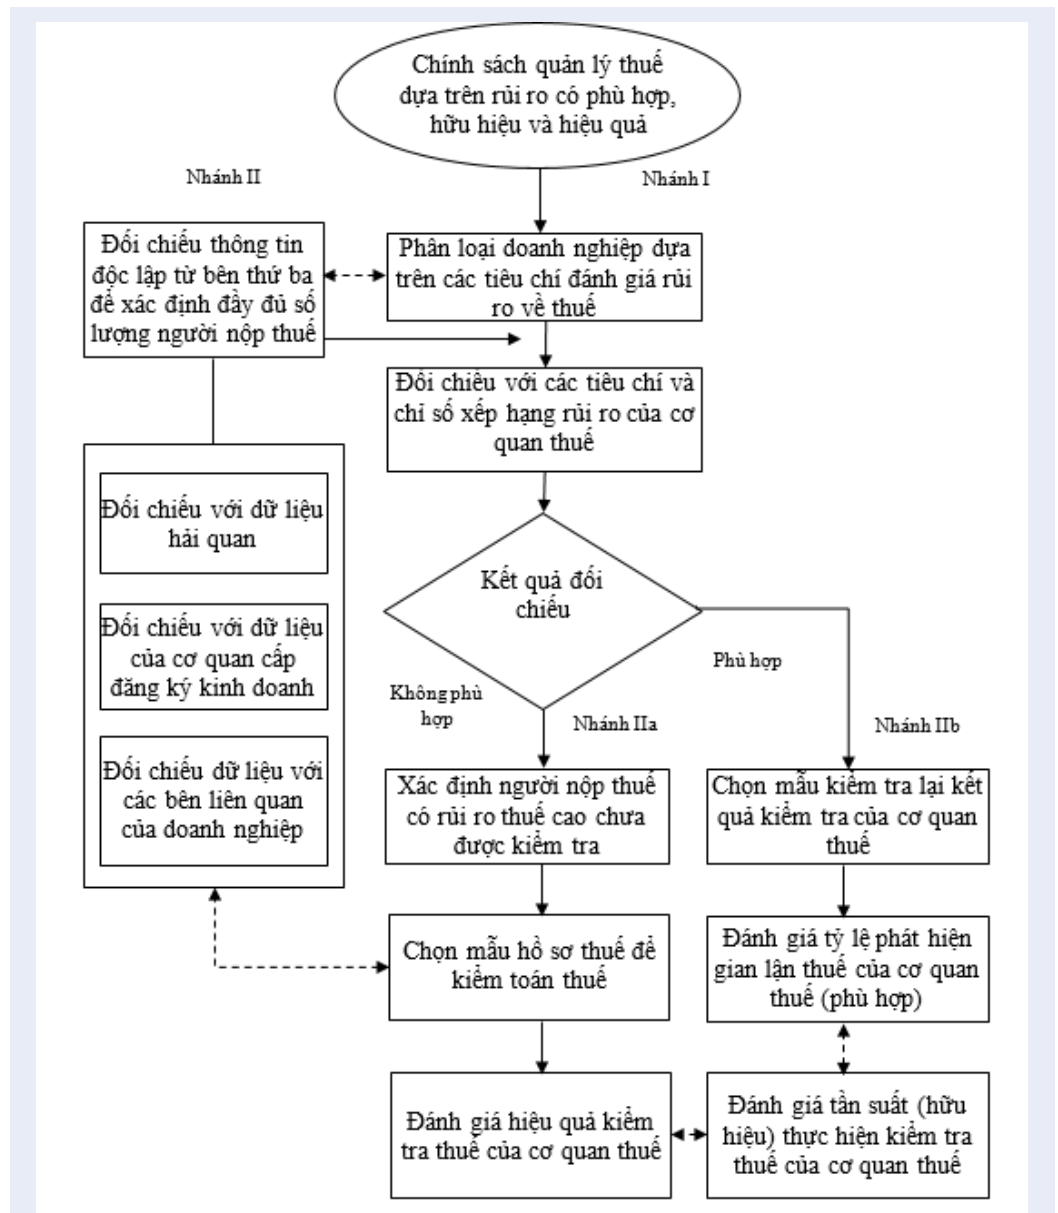 Chính sách quản lý thuế
dựa trên rủi ro có phù hợp,
hữu hiệu và hiệu quả
Nhánh II
Nhánh I
Đối chiếu thông tin
độc lập từ bên thứ ba
để xác định đầy đủ số
lượng người nộp thuế
Phân loại doanh nghiệp dựa
trên các tiêu chí đánh giá rủi
ro về thuế
Đối chiếu với các tiêu chí và
chỉ số xếp hạng rủi ro của cơ
quan thuế
Đối chiếu với dữ liệu
hải quan
Đối chiếu với dữ liệu
của cơ quan cấp
đăng ký kinh doanh
Đối chiếu dữ liệu với
các bên liên quan
của doanh nghiệp
Kết quả đối
chiếu
Không phù
hợp
Phù hợp
Nhánh IIa
Nhánh IIb
Xác định người nộp thuế
có rủi ro thuế cao chưa
được kiểm tra
Chọn mẫu kiểm tra lại kết
quả kiểm tra của cơ quan
thuế
Chọn mẫu hồ sơ thuế để
kiểm toán thuế
Đánh giá tỷ lệ phát hiện
gian lận thuế của cơ quan
thuế (phù hợp)
Đánh giá hiệu quả kiểm
tra thuế của cơ quan thuế
Đánh giá tần suất (hữu
hiệu) thực hiện kiểm tra
thuế của cơ quan thuế